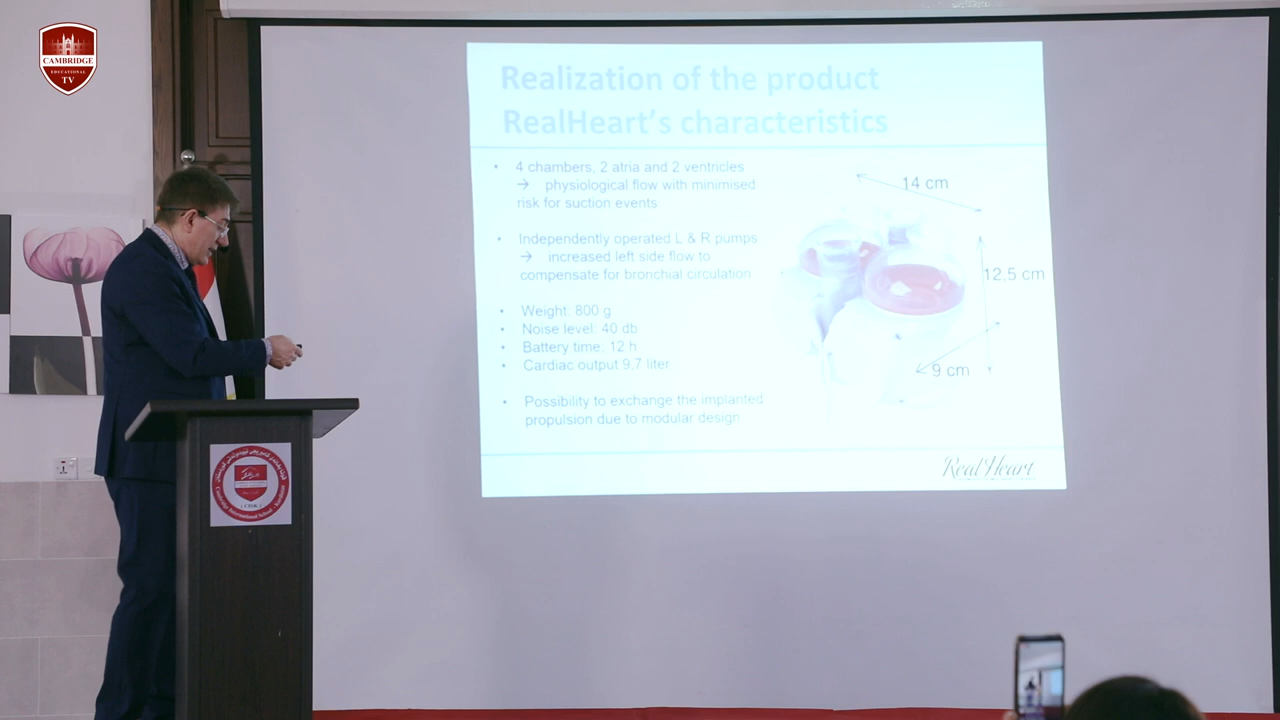 CAMBRIDGE
EDUCATIONAL
TV
Realization of the product
RealHeart's characteristics
• 4 chambers, 2 atria and 2 ventricles
→ physiological flow with minimised
risk for suction events
• Independently operated L & R pumps
→ increased left side flow to
compensate for bronchial circulation
• Weight: 800 g
• Noise level: 40 db
• Battery time: 12 h
• Cardiac output 9,7 liter
• Possibility to exchange the implanted
propulsion due to modular design
14 cm
12,5 cm
9 cm
RealHeart